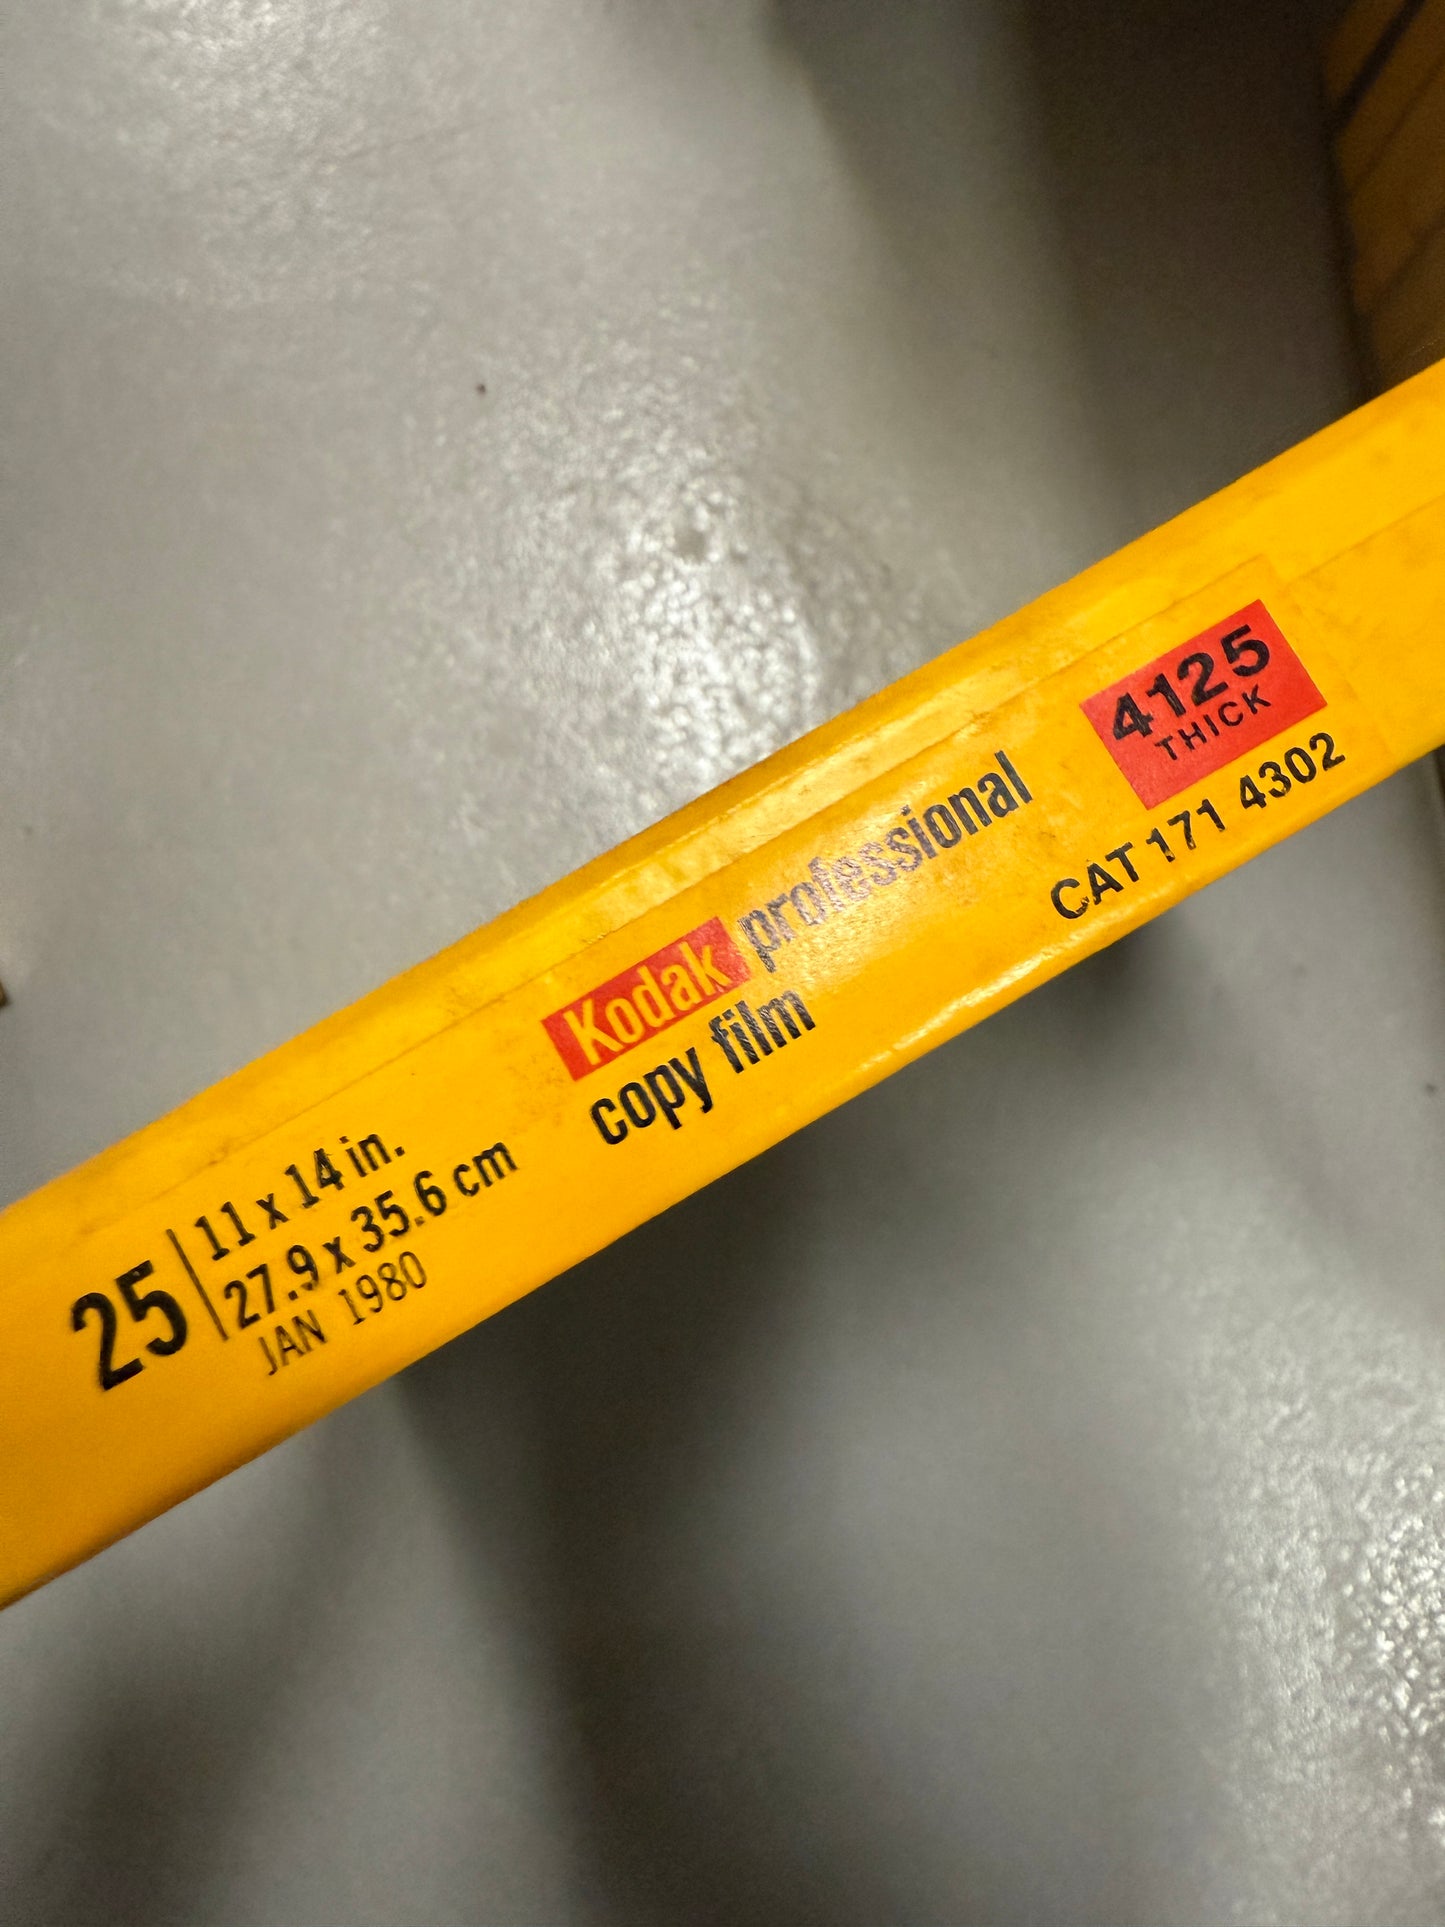 25
11 x 14 in.
27.9 x 35.6 cm
JAN 1980
Kodak professional
copy film
4125
THICK
CAT 171 4302